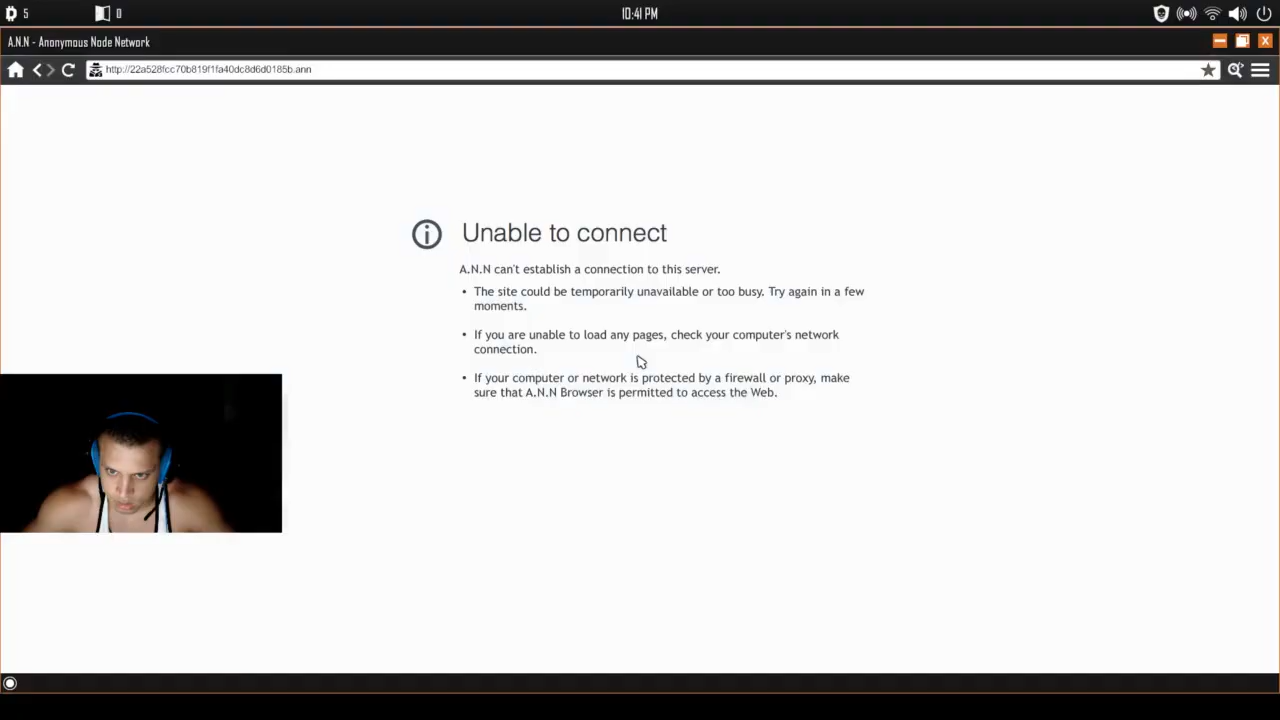 5
0
10:41 PM
A.N.N - Anonymous Node Network
http://22a528fcc70b819f1fa40dc8d6d0185b.ann
Unable to connect
A.N.N can't establish a connection to this server.
• The site could be temporarily unavailable or too busy. Try again in a few
moments.
• If you are unable to load any pages, check your computer's network
connection.
• If your computer or network is protected by a firewall or proxy, make
sure that A.N.N Browser is permitted to access the Web.